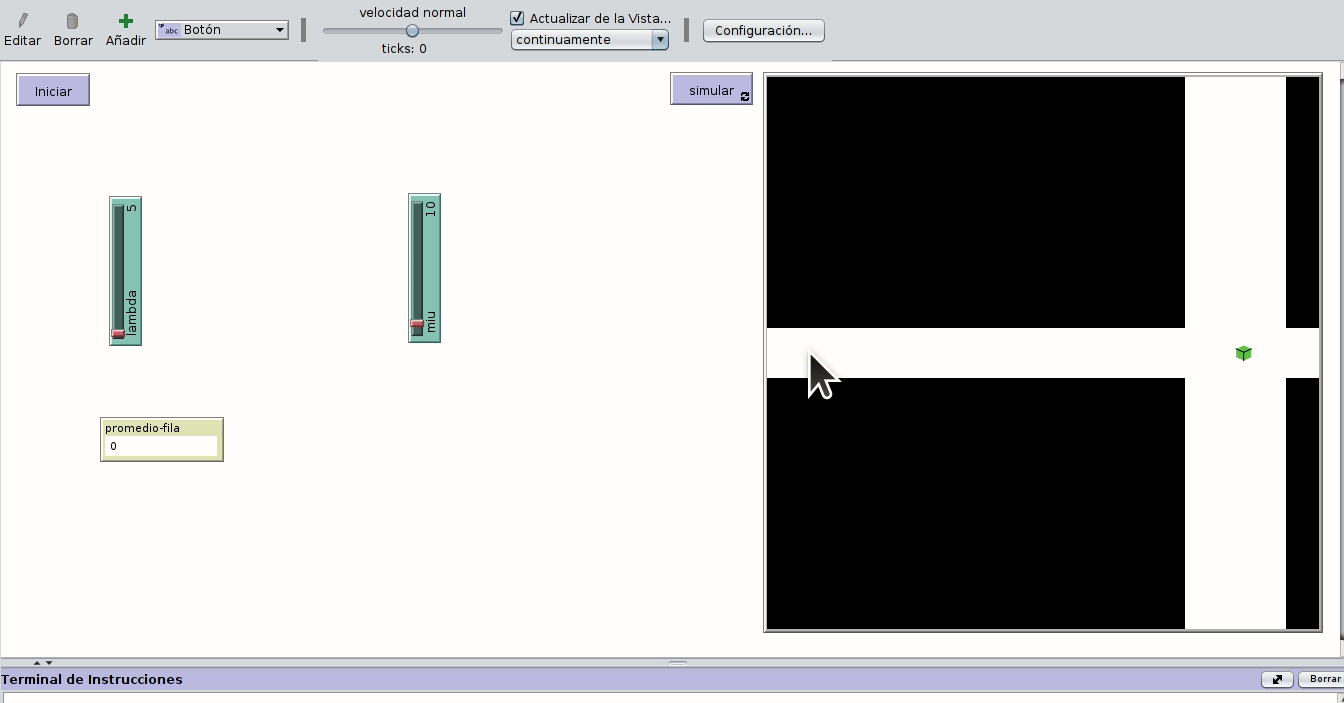 velocidad normal
Actualizar de la Vista...
Editar
Borrar
Añadir
abc Botón
continuamente
Configuración...
ticks: 0
Iniciar
simular
lambda 5
miu 10
promedio-fila
0
Terminal de Instrucciones
Borrar